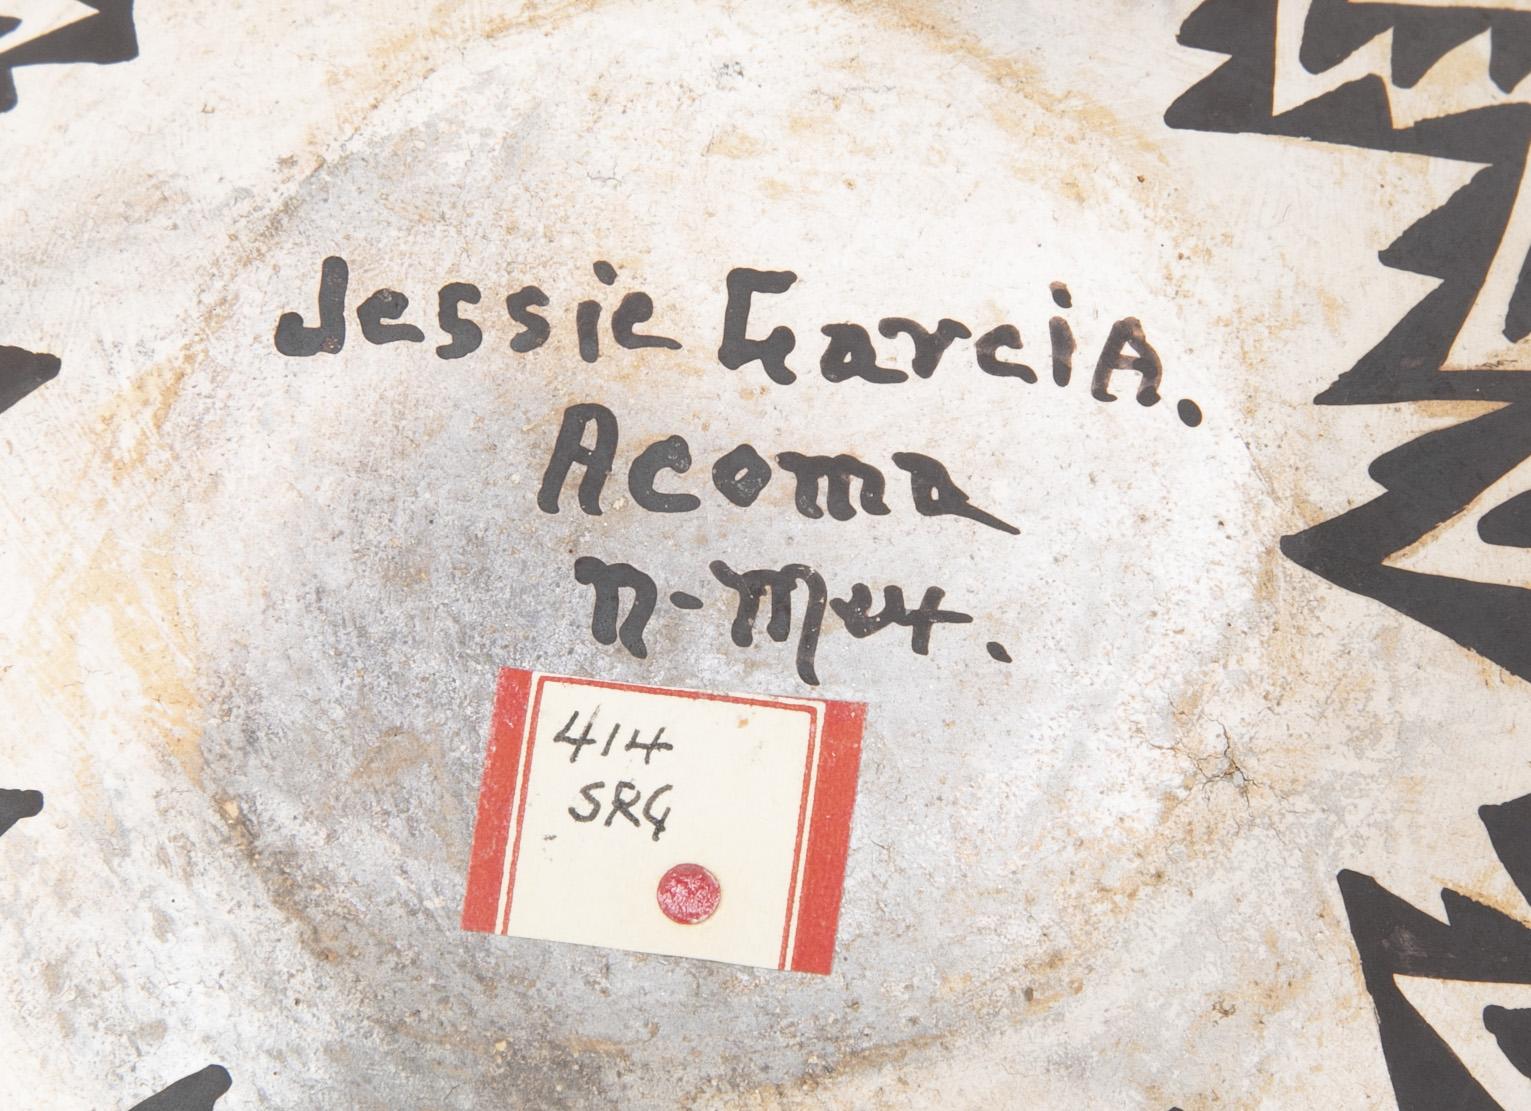 Jessie GarciA.
Acoma
n-Mex.
414
SRG